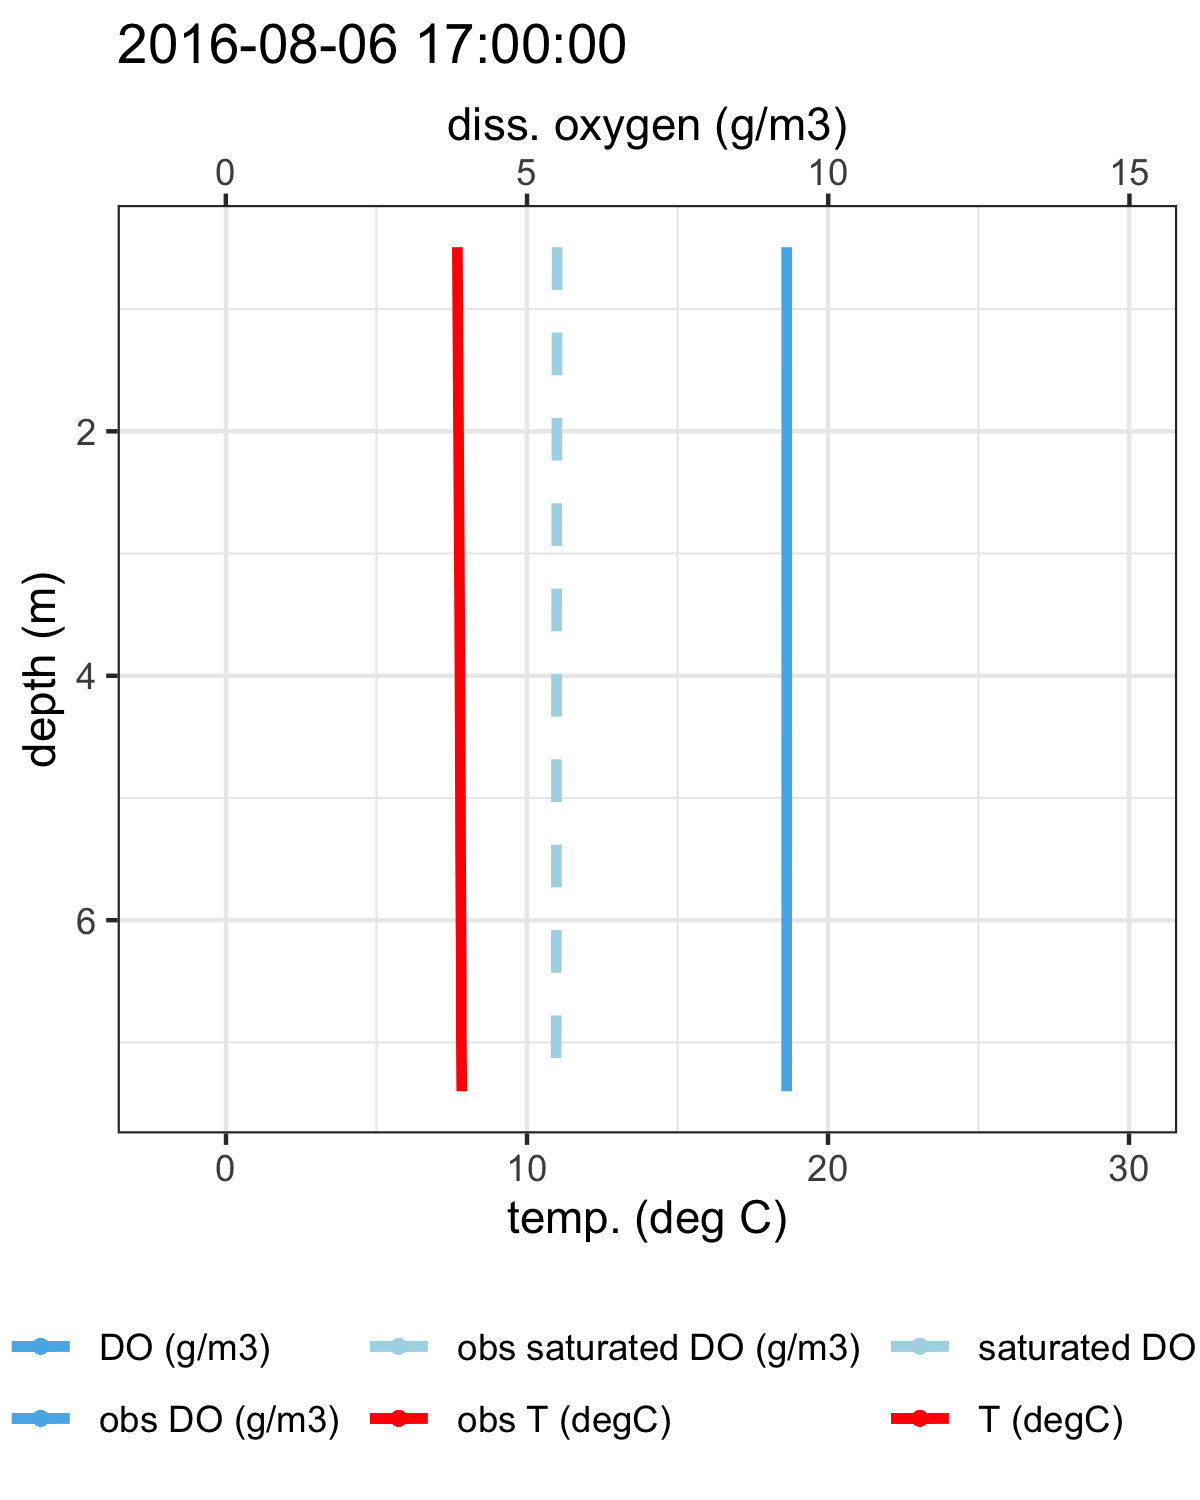 2016-08-06 17:00:00
diss. oxygen (g/m3)
0 5 10 15
depth (m)
2
4
6
0 10 20 30
temp. (deg C)
DO (g/m3) obs saturated DO (g/m3) saturated DO
obs DO (g/m3) obs T (degC) T (degC)